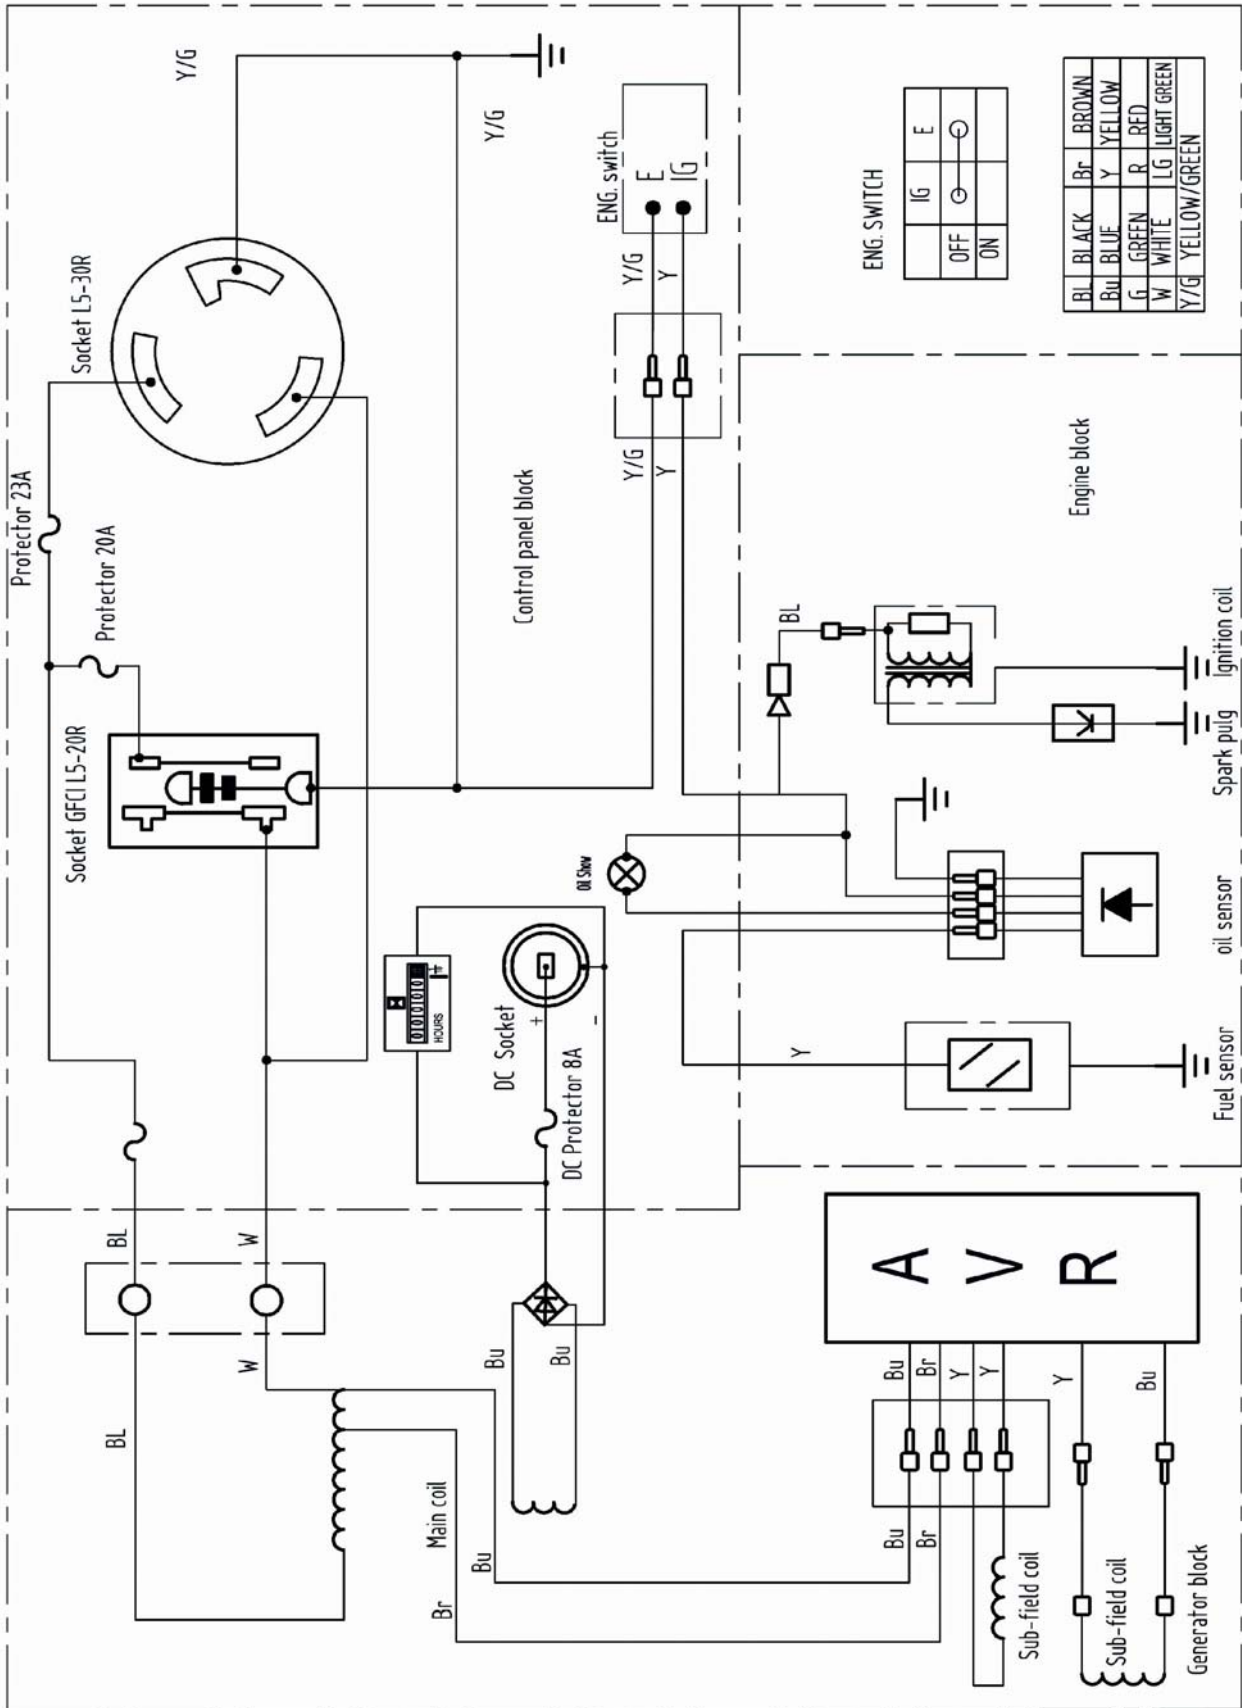 Protector 23A
Socket GFCI L5-20R
Protector 20A
Socket L5-30R
Y/G
BL
BL
W
W
HOURS
Main coil
Br
Bu
Bu
Bu
DC Socket
+
−
DC Protector 8A
Control panel block
Y/G
ENG. switch
E
IG
Y/G
Y
Y/G
Y
Oil Show
Y
BL
Engine block
Fuel sensor
oil sensor
Spark pulg
Ignition coil
ENG. SWITCH
IG E
OFF
ON
BL BLACK Br BROWN
Bu BLUE Y YELLOW
G GREEN R RED
W WHITE LG LIGHT GREEN
Y/G YELLOW/GREEN
Bu
Br
Bu
Br
Y
Y
Y
Bu
AVR
Sub-field coil
Sub-field coil
Generator block